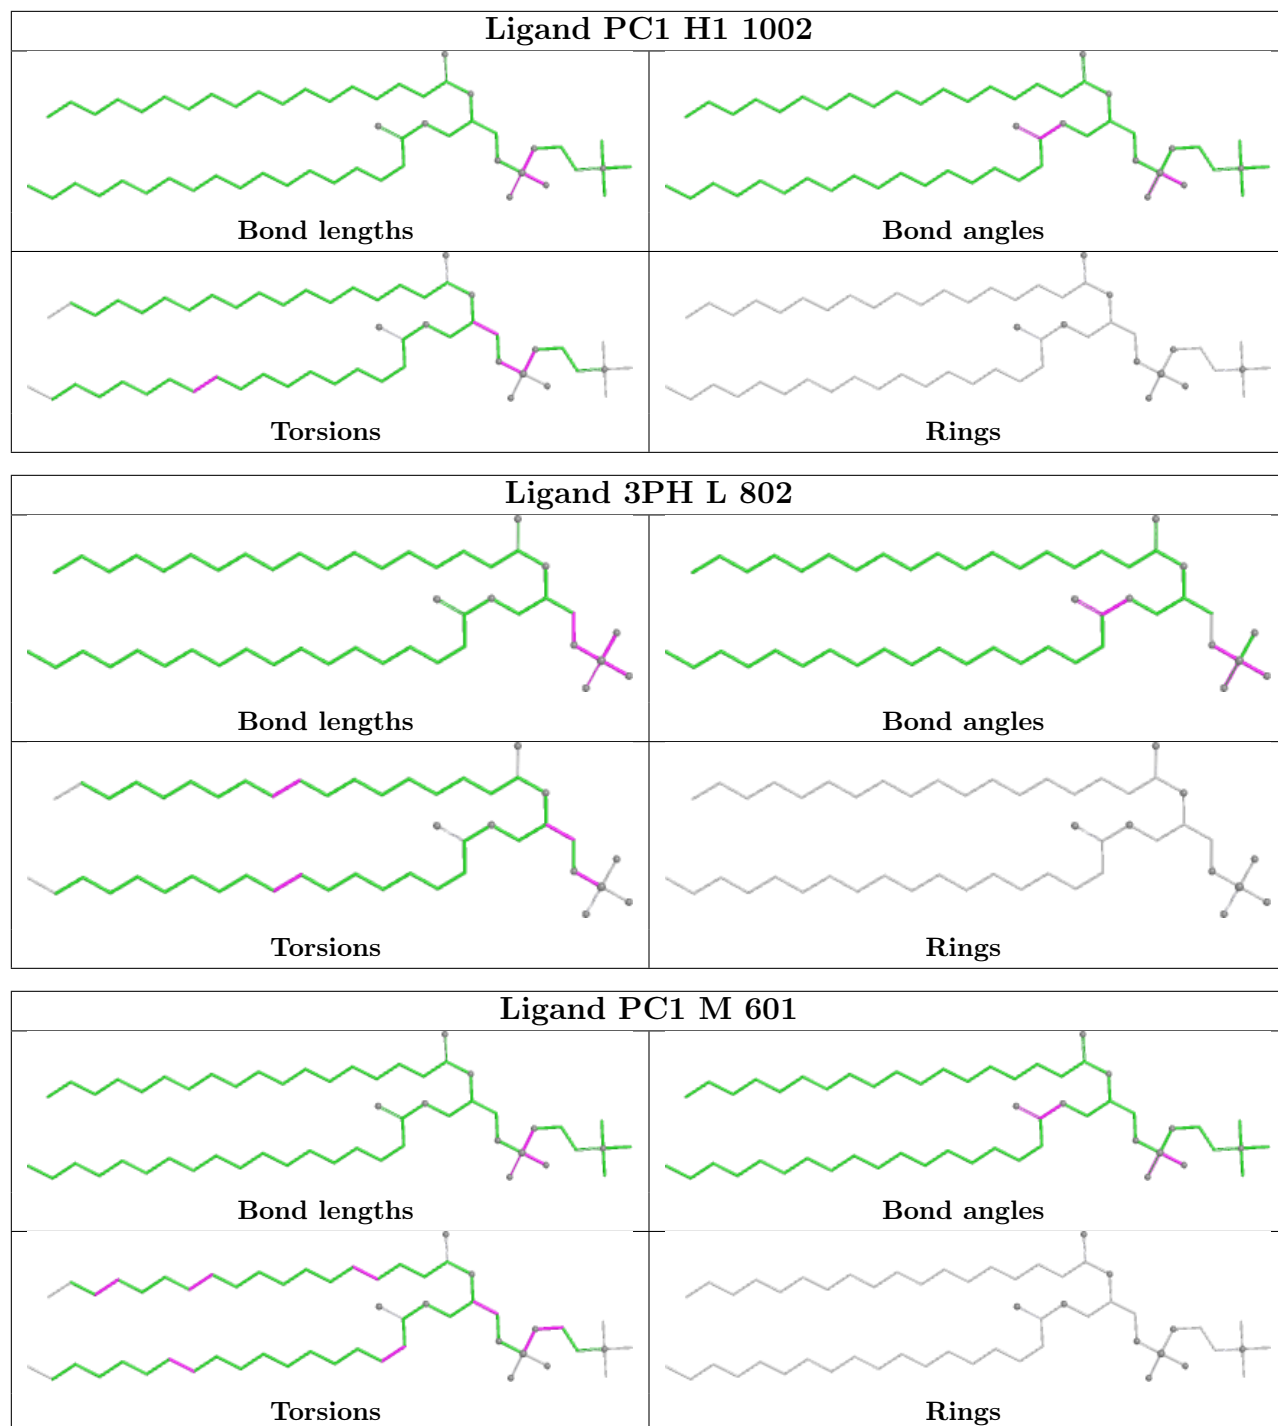 Ligand PC1 H1 1002
Bond lengths
Bond angles
Torsions
Rings
Ligand 3PH L 802
Bond lengths
Bond angles
Torsions
Rings
Ligand PC1 M 601
Bond lengths
Bond angles
Torsions
Rings